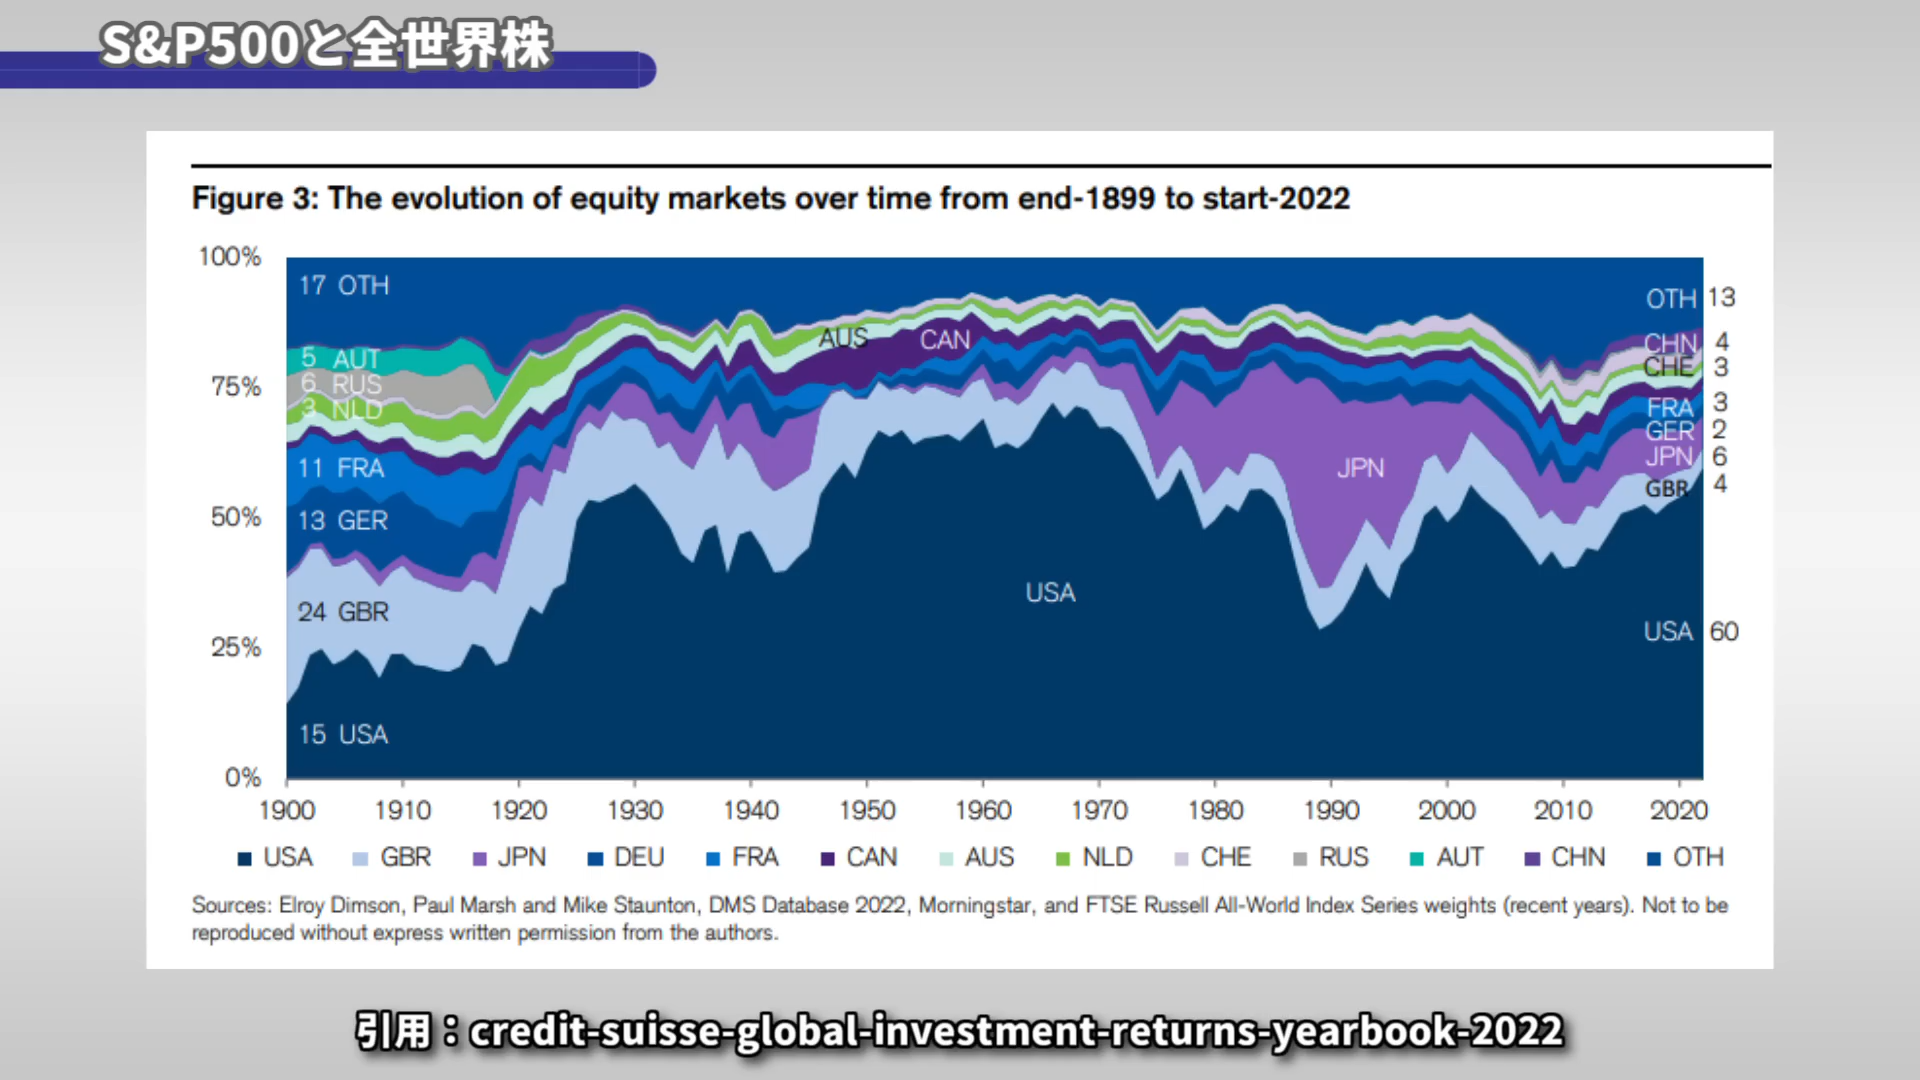 S&P500と全世界株
Figure 3: The evolution of equity markets over time from end-1899 to start-2022
100%
75%
50%
25%
0%
17 OTH
5 AUT
6 RUS
3 NLD
11 FRA
13 GER
24 GBR
15 USA
AUS
CAN
JPN
USA
OTH 13
CHN 4
CHE 3
FRA 3
GER 2
JPN 6
GBR 4
USA 60
1900 1910 1920 1930 1940 1950 1960 1970 1980 1990 2000 2010 2020
USA GBR JPN DEU FRA CAN AUS NLD CHE RUS AUT CHN OTH
Sources: Elroy Dimson, Paul Marsh and Mike Staunton, DMS Database 2022, Morningstar, and FTSE Russell All-World Index Series weights (recent years). Not to be
reproduced without express written permission from the authors.
引用：credit-suisse-global-investment-returns-yearbook-2022